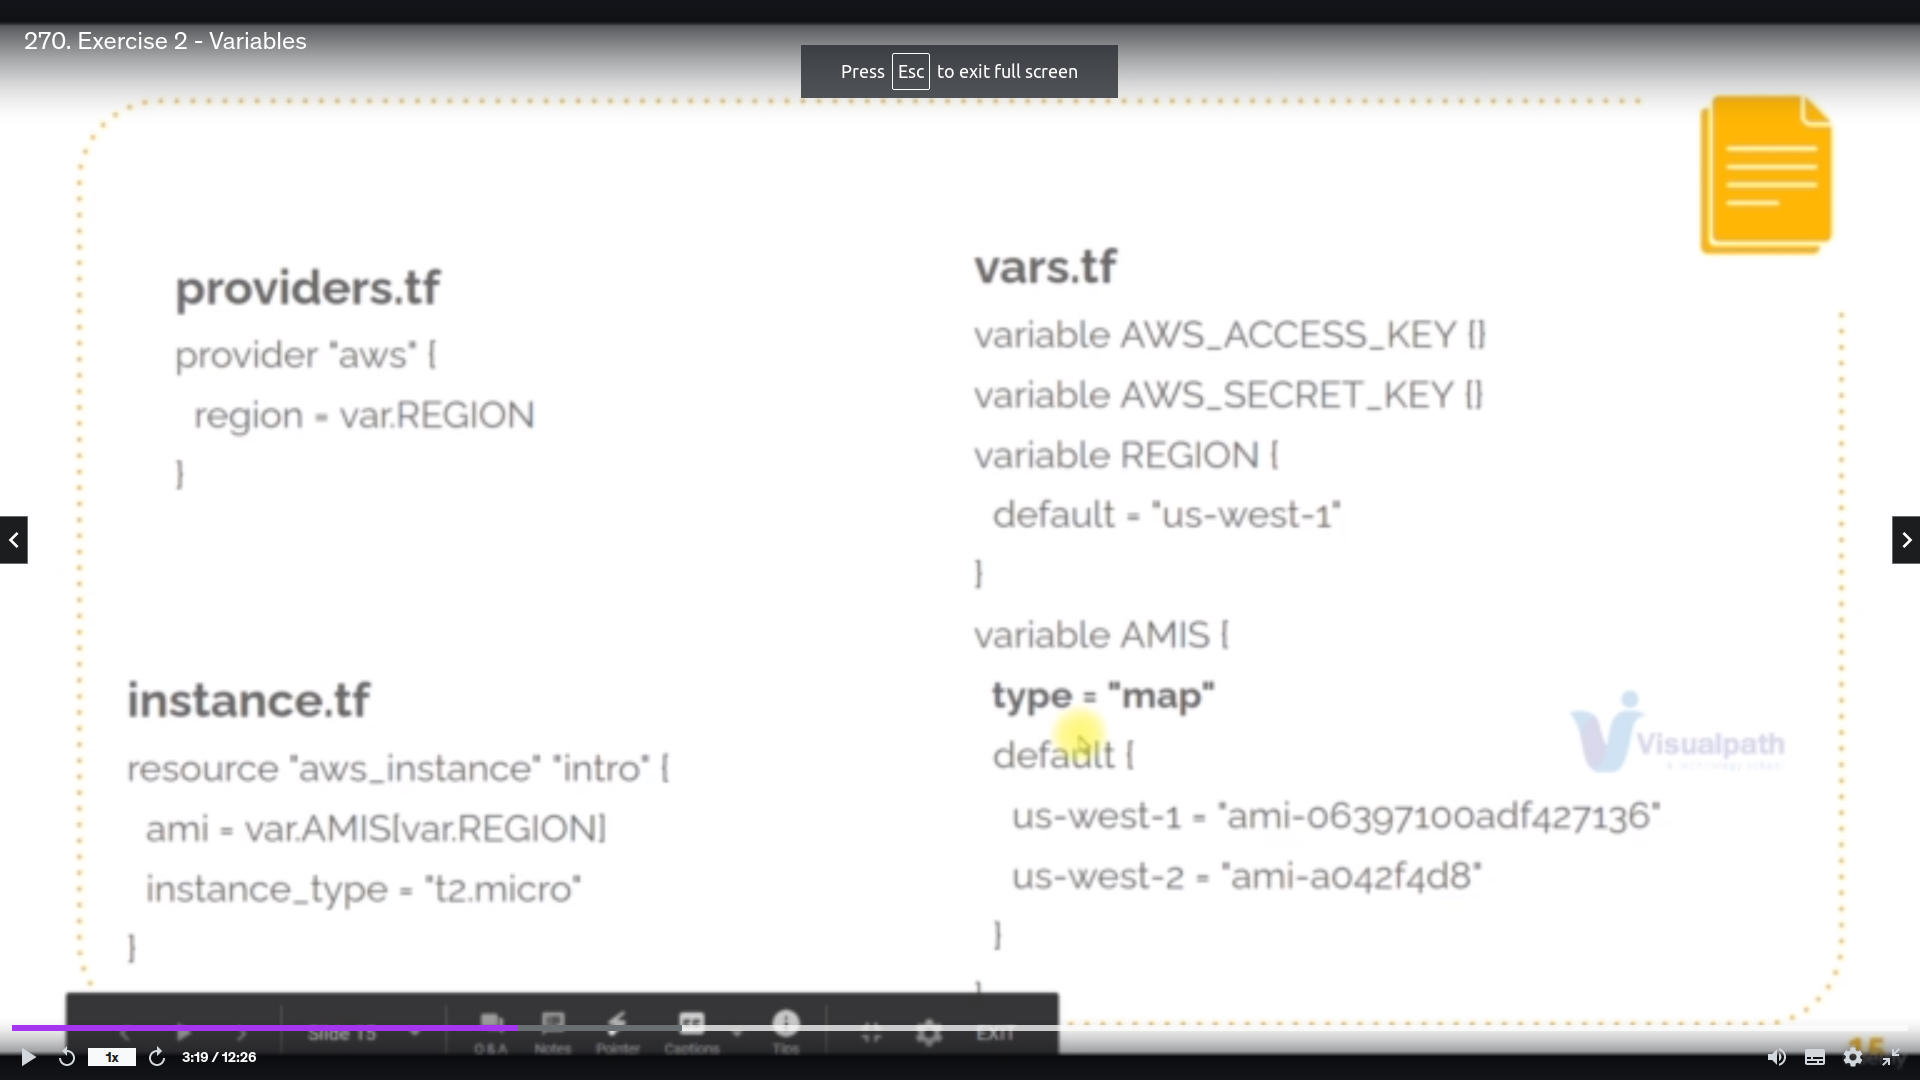 270. Exercise 2 - Variables
Press Esc to exit full screen
providers.tf
provider "aws" {
region = var.REGION
}
instance.tf
resource "aws_instance" "intro" {
ami = var.AMIS[var.REGION]
instance_type = "t2.micro"
}
vars.tf
variable AWS_ACCESS_KEY {}
variable AWS_SECRET_KEY {}
variable REGION {
default = "us-west-1"
}
variable AMIS {
type = "map"
default {
us-west-1 = "ami-06397100adf427136"
us-west-2 = "ami-a042f4d8"
}
}
Visualpath
Slide 15
Q & A Notes Pointer Captions Tips EXIT
1x 3:19 / 12:26
15